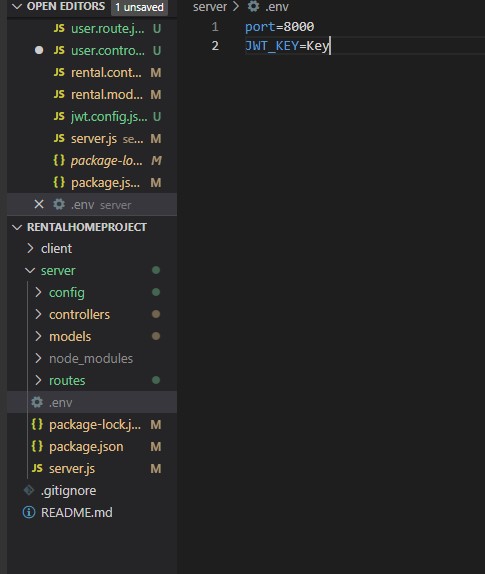 OPEN EDITORS 1 unsaved
JS user.route.j... U
JS user.contro... U
JS rental.cont... M
JS rental.mod... M
JS jwt.config.js... U
JS server.js se... M
{} package-lo... M
{} package.js... M
.env server
RENTALHOMEPROJECT
client
server
config
controllers
models
node_modules
routes
.env
{} package-lock.j... M
{} package.json M
JS server.js M
.gitignore
README.md
server > .env
1 port=8000
2 JWT_KEY=Key